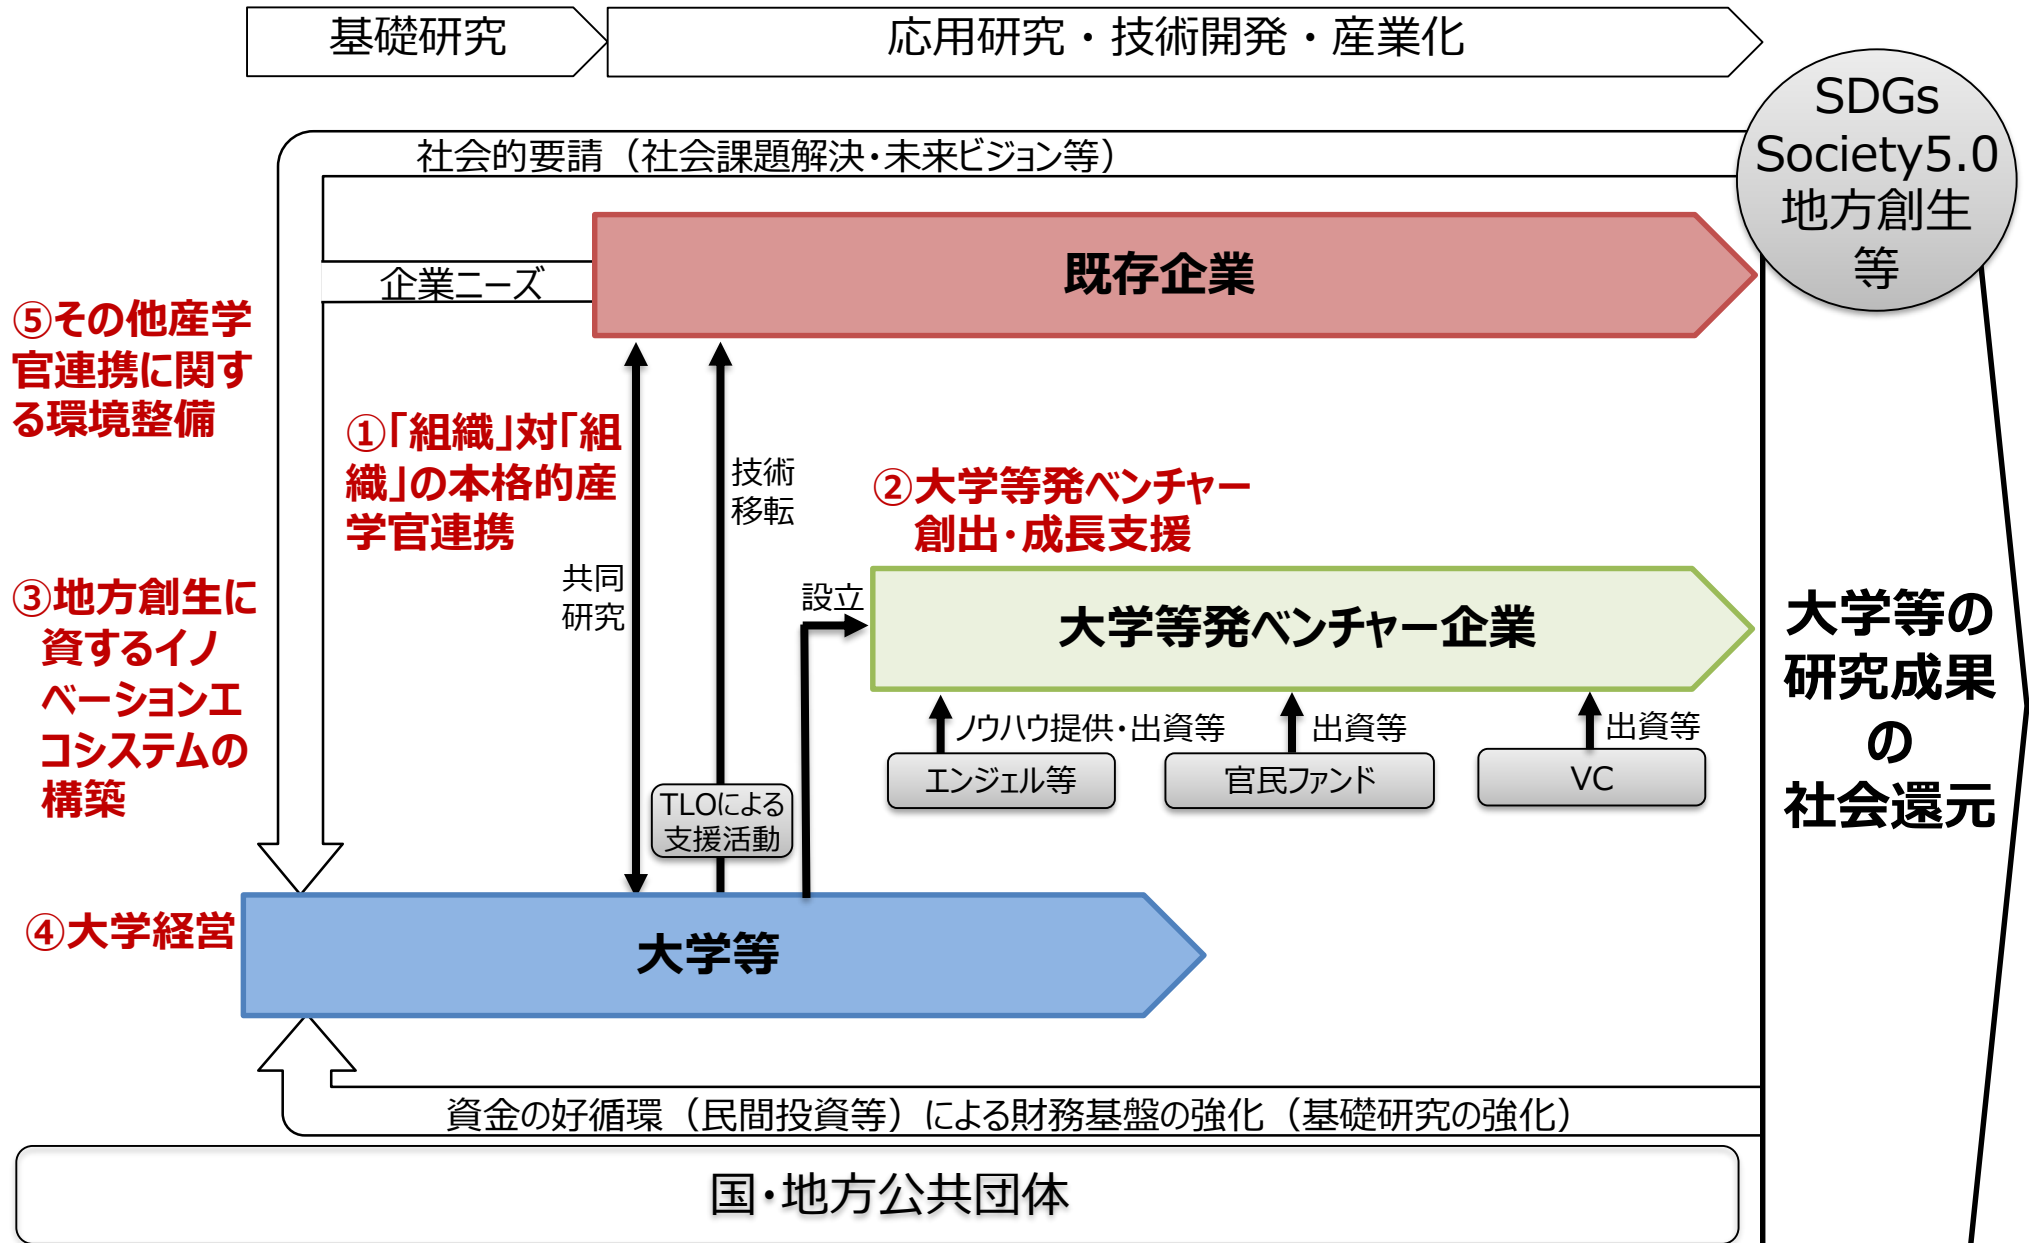 基礎研究
応用研究・技術開発・産業化
SDGs
Society5.0
地方創生
等
社会的要請（社会課題解決・未来ビジョン等）
既存企業
企業ニーズ
⑤その他産学
官連携に関す
る環境整備
①「組織」対「組
織」の本格的産
学官連携
技術
移転
②大学等発ベンチャー
創出・成長支援
共同
研究
設立
③地方創生に
資するイノ
ベーションエ
コシステムの
構築
大学等発ベンチャー企業
大学等の
研究成果
の
社会還元
ノウハウ提供・出資等
出資等
出資等
エンジェル等
官民ファンド
VC
TLOによる
支援活動
④大学経営
大学等
資金の好循環（民間投資等）による財務基盤の強化（基礎研究の強化）
国・地方公共団体